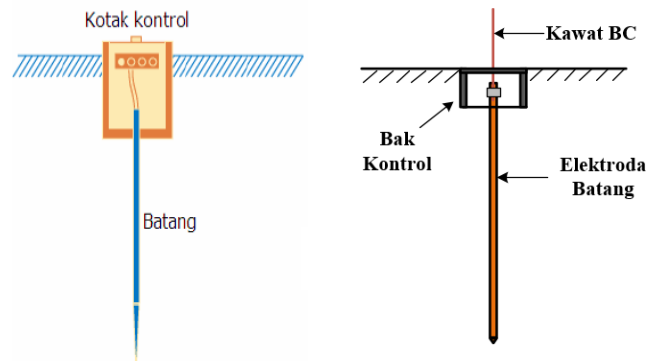 Kotak kontrol
Batang
Kawat BC
Bak
Kontrol
Elektroda
Batang